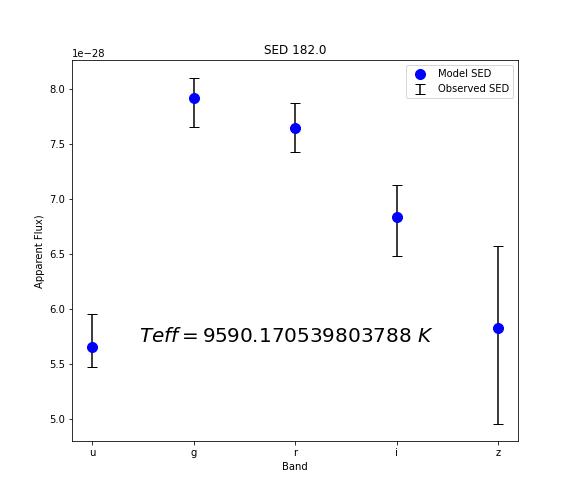 SED 182.0
1e−28
Model SED
Observed SED
8.0
7.5
7.0
6.5
6.0
5.5
5.0
Apparent Flux)
Teff = 9590.170539803788 K
u g r i z
Band